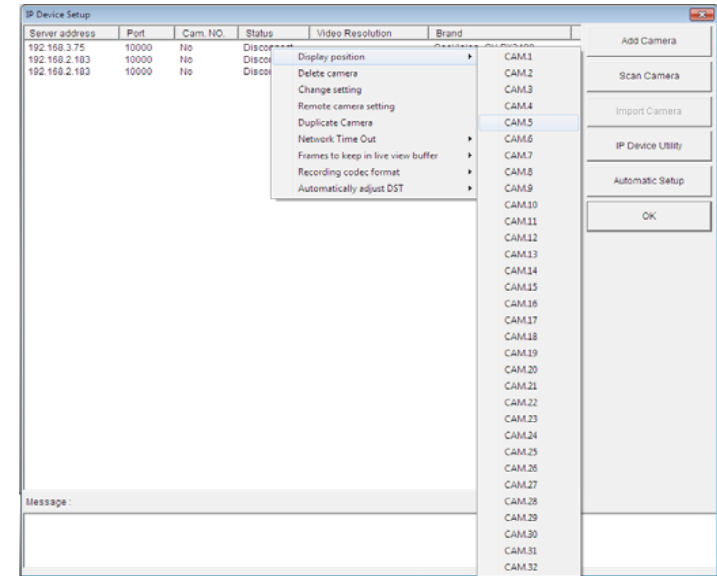 IP Device Setup
Server address Port Cam. NO. Status Video Resolution Brand
192.168.3.75 10000 No
192.168.2.183 10000 No
192.168.2.183 10000 No
Display position
Delete camera
Change setting
Remote camera setting
Duplicate Camera
Network Time Out
Frames to keep in live view buffer
Recording codec format
Automatically adjust DST
CAM.1
CAM.2
CAM.3
CAM.4
CAM.5
CAM.6
CAM.7
CAM.8
CAM.9
CAM.10
CAM.11
CAM.12
CAM.13
CAM.14
CAM.15
CAM.16
CAM.17
CAM.18
CAM.19
CAM.20
CAM.21
CAM.22
CAM.23
CAM.24
CAM.25
CAM.26
CAM.27
CAM.28
CAM.29
CAM.30
CAM.31
CAM.32
Add Camera
Scan Camera
Import Camera
IP Device Utility
Automatic Setup
OK
Message :